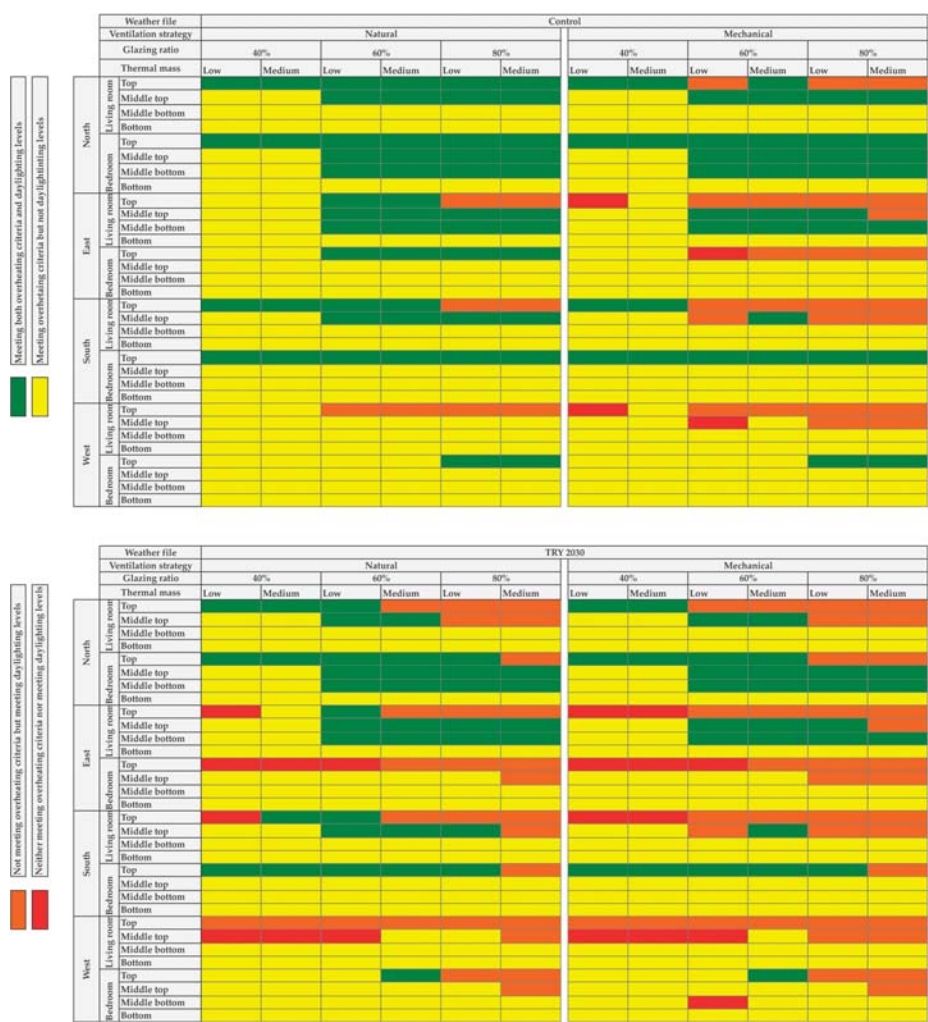 Weather file Control
Ventilation strategy Natural Mechanical
Glazing ratio 40% 60% 80% 40% 60% 80%
Thermal mass Low Medium Low Medium Low Medium Low Medium Low Medium Low Medium
North Living room Top
Middle top
Middle bottom
Bottom
Bedroom Top
Middle top
Middle bottom
Bottom
East Living room Top
Middle top
Middle bottom
Bottom
Bedroom Top
Middle top
Middle bottom
Bottom
South Living room Top
Middle top
Middle bottom
Bottom
Bedroom Top
Middle top
Middle bottom
Bottom
West Living room Top
Middle top
Middle bottom
Bottom
Bedroom Top
Middle top
Middle bottom
Bottom
Meeting both overheating criteria and daylighting levels
Meeting overhetaing criteria but not daylightinting levels
Weather file TRY 2030
Ventilation strategy Natural Mechanical
Glazing ratio 40% 60% 80% 40% 60% 80%
Thermal mass Low Medium Low Medium Low Medium Low Medium Low Medium Low Medium
North Living room Top
Middle top
Middle bottom
Bottom
Bedroom Top
Middle top
Middle bottom
Bottom
East Living room Top
Middle top
Middle bottom
Bottom
Bedroom Top
Middle top
Middle bottom
Bottom
South Living room Top
Middle top
Middle bottom
Bottom
Bedroom Top
Middle top
Middle bottom
Bottom
West Living room Top
Middle top
Middle bottom
Bottom
Bedroom Top
Middle top
Middle bottom
Bottom
Not meeting overheating criteria but meeting daylighting levels
Neither meeting overheating criteria nor meeting daylighting levels